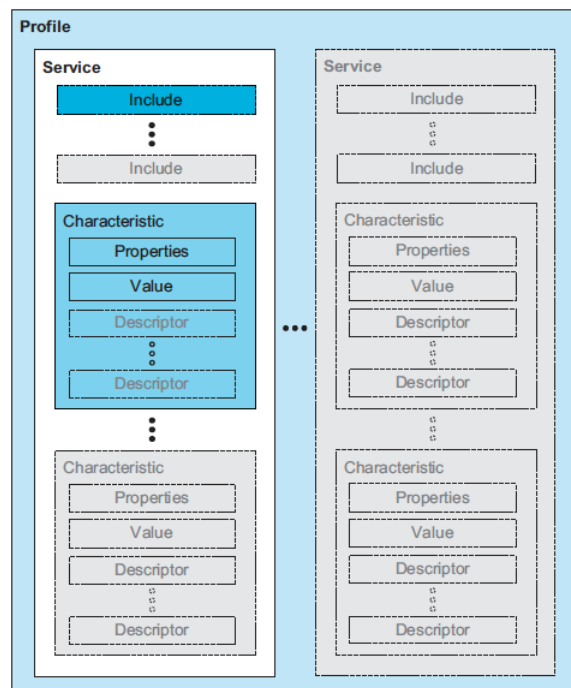 Profile
Service
Include
Include
Characteristic
Properties
Value
Descriptor
Descriptor
Characteristic
Properties
Value
Descriptor
Descriptor
Service
Include
Include
Characteristic
Properties
Value
Descriptor
Descriptor
Characteristic
Properties
Value
Descriptor
Descriptor